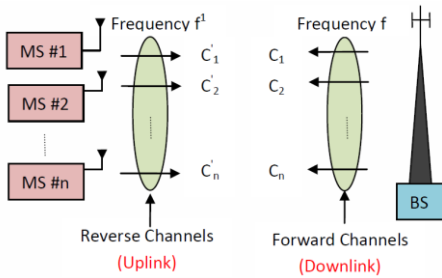 Frequency f¹ Frequency f
MS #1 C'1 C1
MS #2 C'2 C2
MS #n C'n Cn
BS
Reverse Channels Forward Channels
(Uplink) (Downlink)